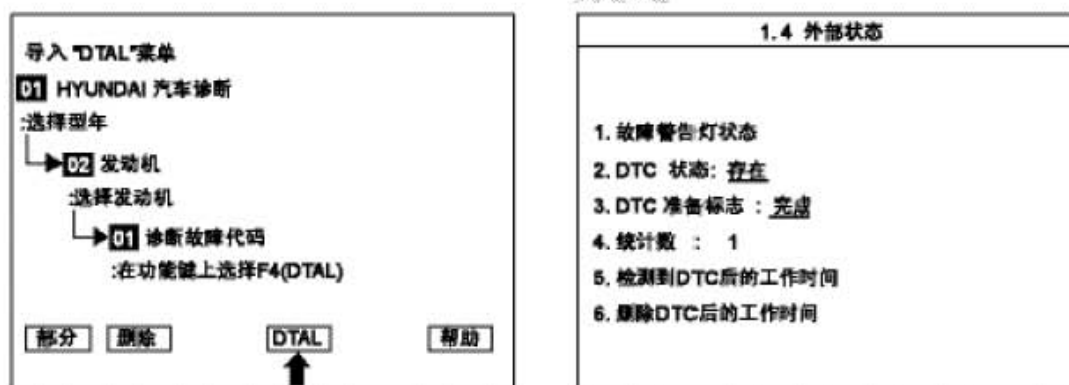 导入“DTAL”菜单
01 HYUNDAI 汽车诊断
:选择型年
02 发动机
:选择发动机
01 诊断故障代码
:在功能键上选择F4(DTAL)
部分 删除 DTAL 帮助
1.4 外部状态
1. 故障警告灯状态
2. DTC 状态: 存在
3. DTC 准备标志 : 完成
4. 统计数 : 1
5. 检测到DTC后的工作时间
6. 删除DTC后的工作时间